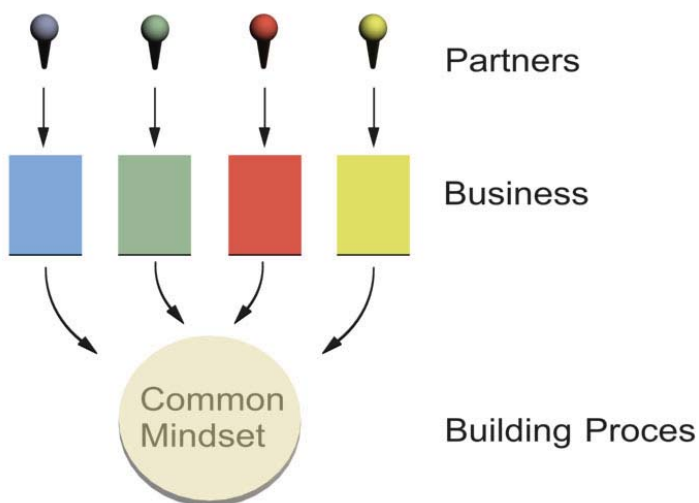 Partners
Business
Common
Mindset
Building Proces